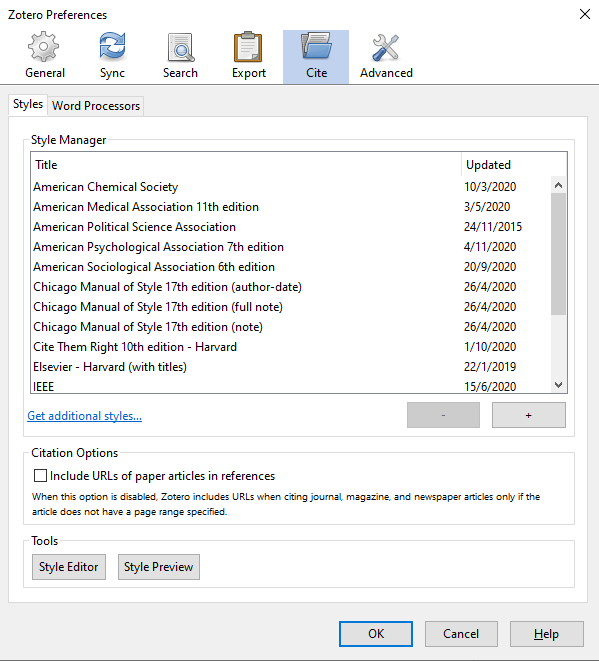 Zotero Preferences
General Sync Search Export Cite Advanced
Styles Word Processors
Style Manager
Title Updated
American Chemical Society 10/3/2020
American Medical Association 11th edition 3/5/2020
American Political Science Association 24/11/2015
American Psychological Association 7th edition 4/11/2020
American Sociological Association 6th edition 20/9/2020
Chicago Manual of Style 17th edition (author-date) 26/4/2020
Chicago Manual of Style 17th edition (full note) 26/4/2020
Chicago Manual of Style 17th edition (note) 26/4/2020
Cite Them Right 10th edition - Harvard 1/10/2020
Elsevier - Harvard (with titles) 22/1/2019
IEEE 15/6/2020
Get additional styles... - +
Citation Options
Include URLs of paper articles in references
When this option is disabled, Zotero includes URLs when citing journal, magazine, and newspaper articles only if the
article does not have a page range specified.
Tools
Style Editor Style Preview
OK Cancel Help